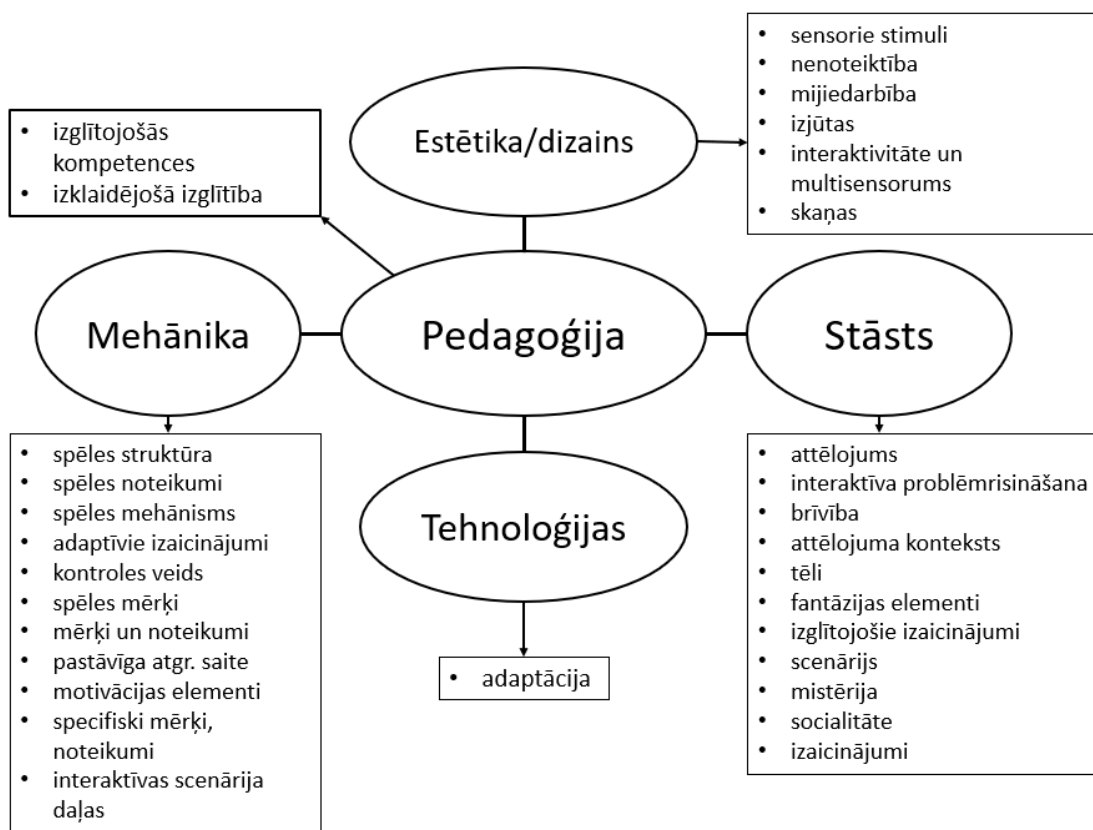 • sensorie stimuli
• nenoteiktība
• mijiedarbība
• izjūtas
• interaktivitāte un
multisensorums
• skaņas
Estētika/dizains
• izglītojošās
kompetences
• izklaidējošā izglītība
Mehānika
Pedagoģija
Stāsts
• spēles struktūra
• spēles noteikumi
• spēles mehānisms
• adaptīvie izaicinājumi
• kontroles veids
• spēles mērķi
• mērķi un noteikumi
• pastāvīga atgr. saite
• motivācijas elementi
• specifiski mērķi,
noteikumi
• interaktīvas scenārija
daļas
Tehnoloģijas
• adaptācija
• attēlojums
• interaktīva problēmrisināšana
• brīvība
• attēlojuma konteksts
• tēli
• fantāzijas elementi
• izglītojošie izaicinājumi
• scenārijs
• mistērija
• socialitāte
• izaicinājumi